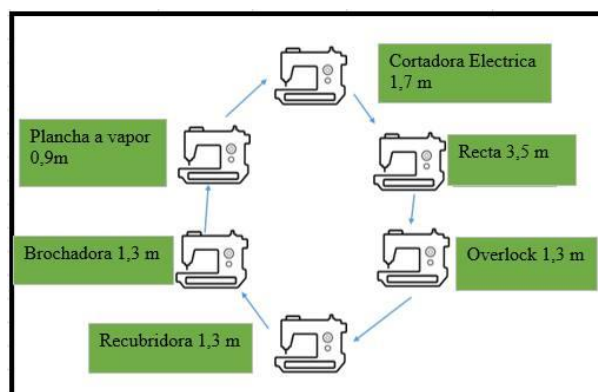 Cortadora Electrica
1,7 m
Plancha a vapor
0,9m
Recta 3,5 m
Brochadora 1,3 m
Overlock 1,3 m
Recubridora 1,3 m